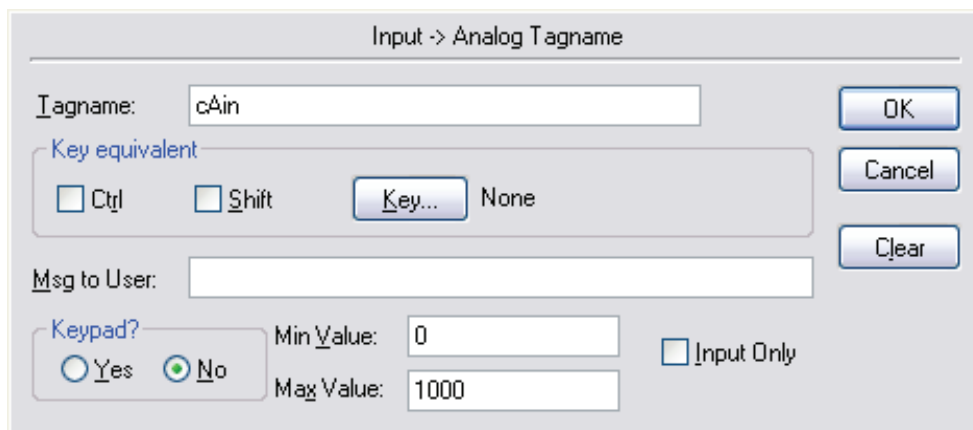 Input -> Analog Tagname
Tagname: cAin
OK
Key equivalent
Cancel
Ctrl Shift Key... None
Clear
Msg to User:
Keypad? Min Value: 0
Yes No Input Only
Max Value: 1000